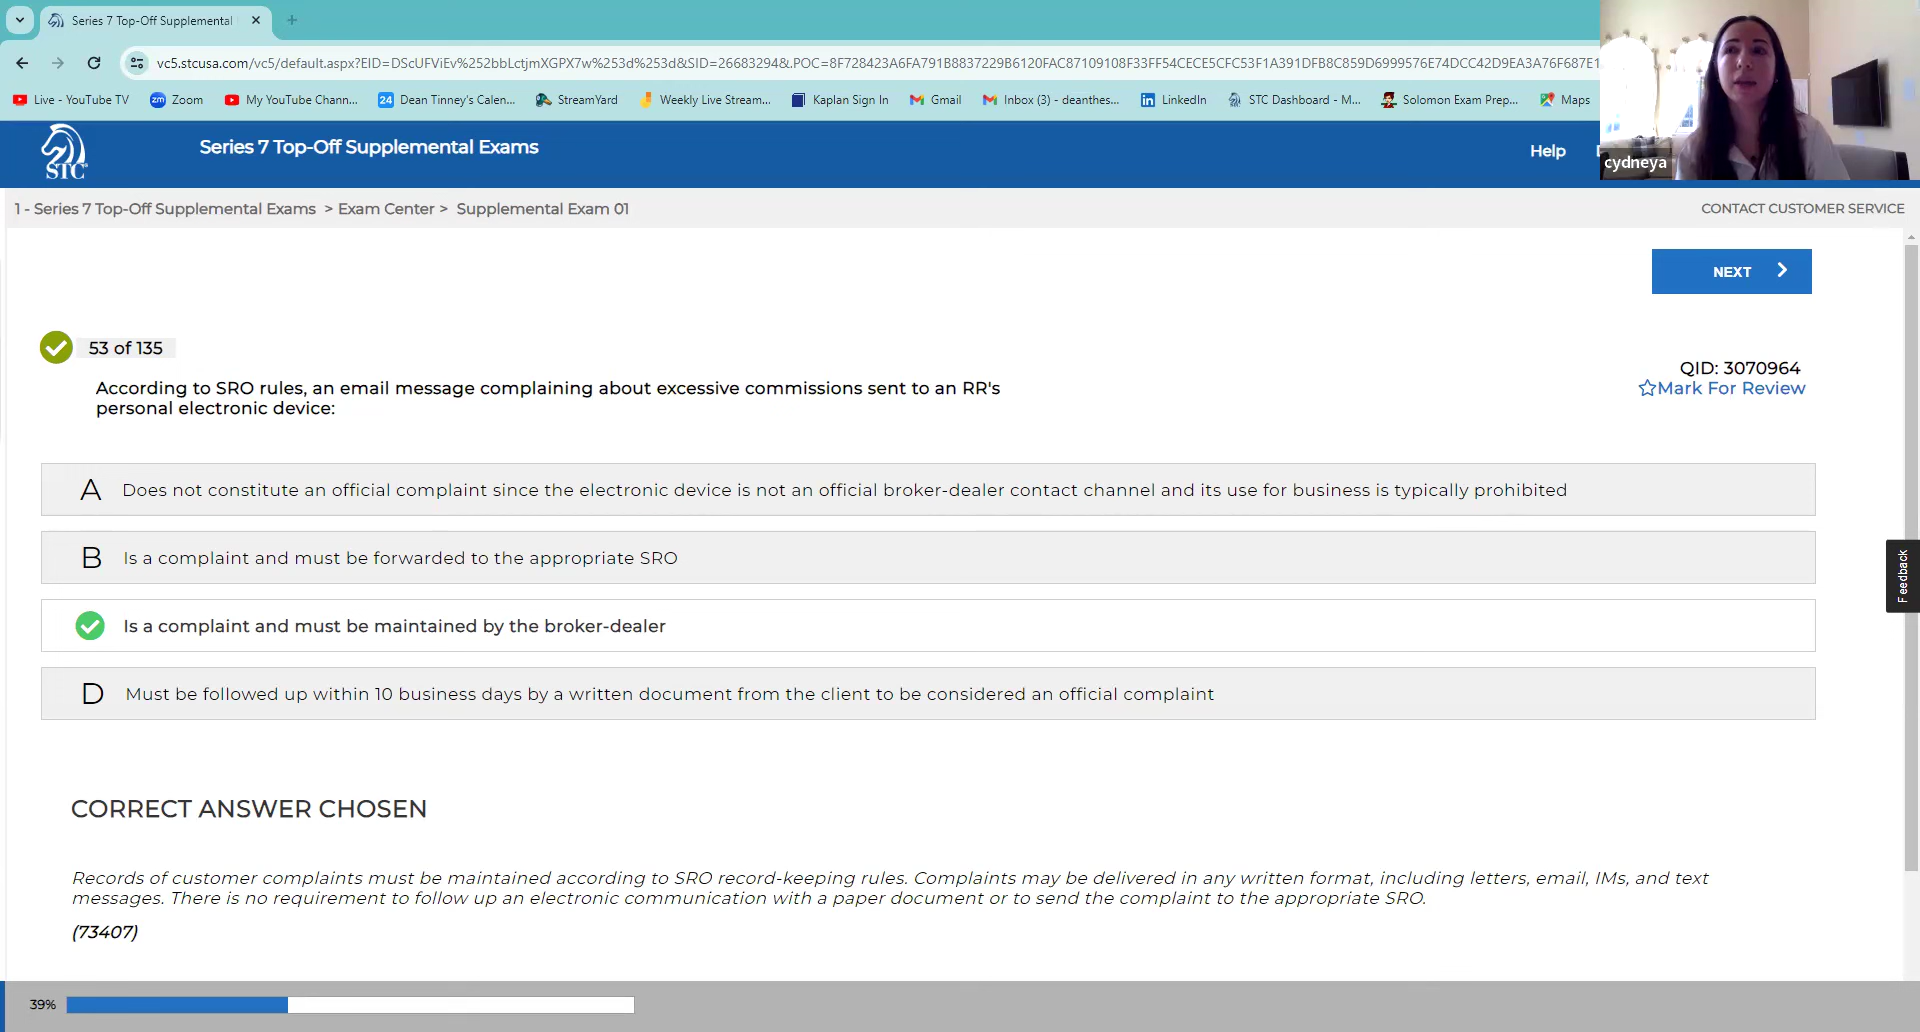 Series 7 Top-Off Supplemental
vc5.stcusa.com/vc5/default.aspx?EID=DScUFViEv%252bbLctjmXGPX7w%253d%253d&SID=26683294&.POC=8F728423A6FA791B8837229B6120FAC87109108F33FF54CECE5CFC53F1A391DFB8C859D6999576E74DCC42D9EA3A76F687E1
Live - YouTube TV
zm Zoom
My YouTube Chann...
24 Dean Tinney's Calen...
StreamYard
Weekly Live Stream...
Kaplan Sign In
Gmail
Inbox (3) - deanthes...
LinkedIn
STC Dashboard - M...
Solomon Exam Prep...
Maps
STC
Series 7 Top-Off Supplemental Exams
Help
cydneya
1 - Series 7 Top-Off Supplemental Exams > Exam Center > Supplemental Exam 01
CONTACT CUSTOMER SERVICE
NEXT
53 of 135
QID: 3070964
Mark For Review
According to SRO rules, an email message complaining about excessive commissions sent to an RR's
personal electronic device:
A Does not constitute an official complaint since the electronic device is not an official broker-dealer contact channel and its use for business is typically prohibited
B Is a complaint and must be forwarded to the appropriate SRO
Is a complaint and must be maintained by the broker-dealer
D Must be followed up within 10 business days by a written document from the client to be considered an official complaint
Feedback
CORRECT ANSWER CHOSEN
Records of customer complaints must be maintained according to SRO record-keeping rules. Complaints may be delivered in any written format, including letters, email, IMs, and text
messages. There is no requirement to follow up an electronic communication with a paper document or to send the complaint to the appropriate SRO.
(73407)
39%